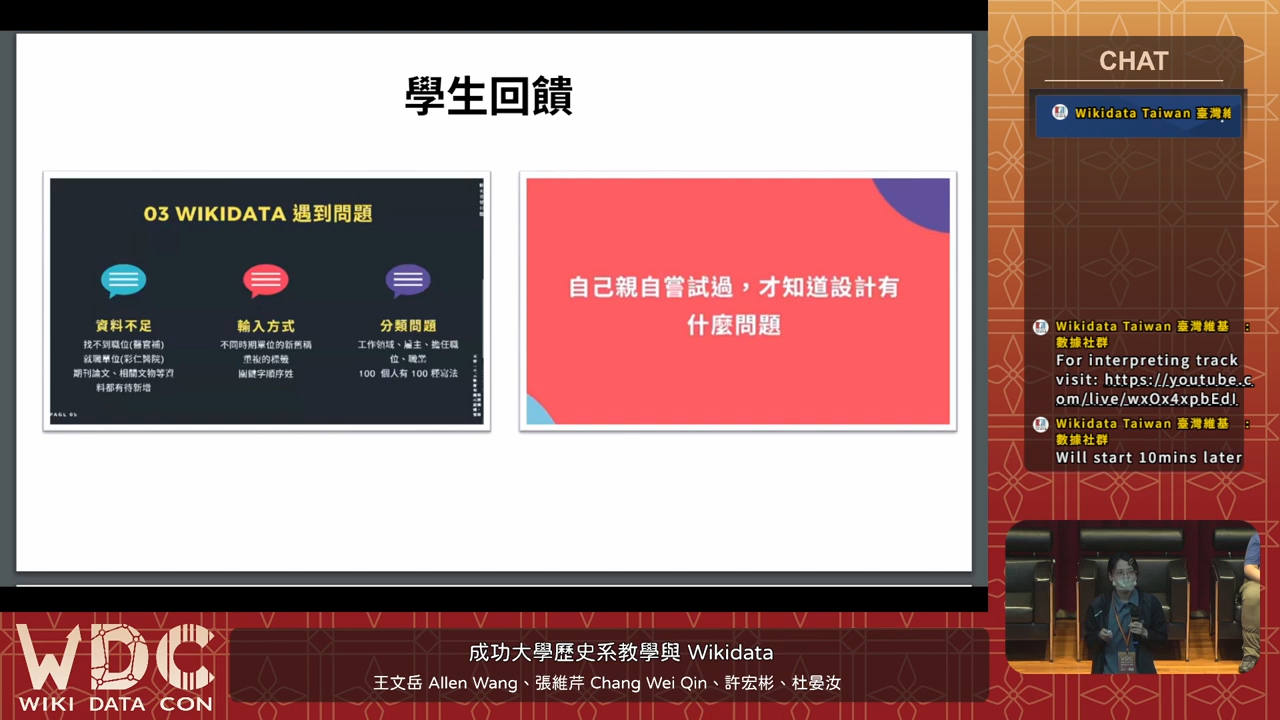 學生回饋
03 WIKIDATA 遇到問題
資料不足
找不到職位(醫官補)
就職單位(彰仁醫院)
期刊論文、相關文物等資
料都有待新增
輸入方式
不同時期單位的新舊稱
重複的標籤
關鍵字順序姓
分類問題
工作領域、雇主、擔任職
位、職業
100 個人有 100 種寫法
自己親自嘗試過，才知道設計有
什麼問題
CHAT
Wikidata Taiwan 臺灣維
Wikidata Taiwan 臺灣維基
數據社群 :
For interpreting track
visit: https://youtube.c
om/live/wxOx4xpbEdI
Wikidata Taiwan 臺灣維基
數據社群 :
Will start 10mins later
WDC
WIKI DATA CON
成功大學歷史系教學與 Wikidata
王文岳 Allen Wang、張維芹 Chang Wei Qin、許宏彬、杜晏汝